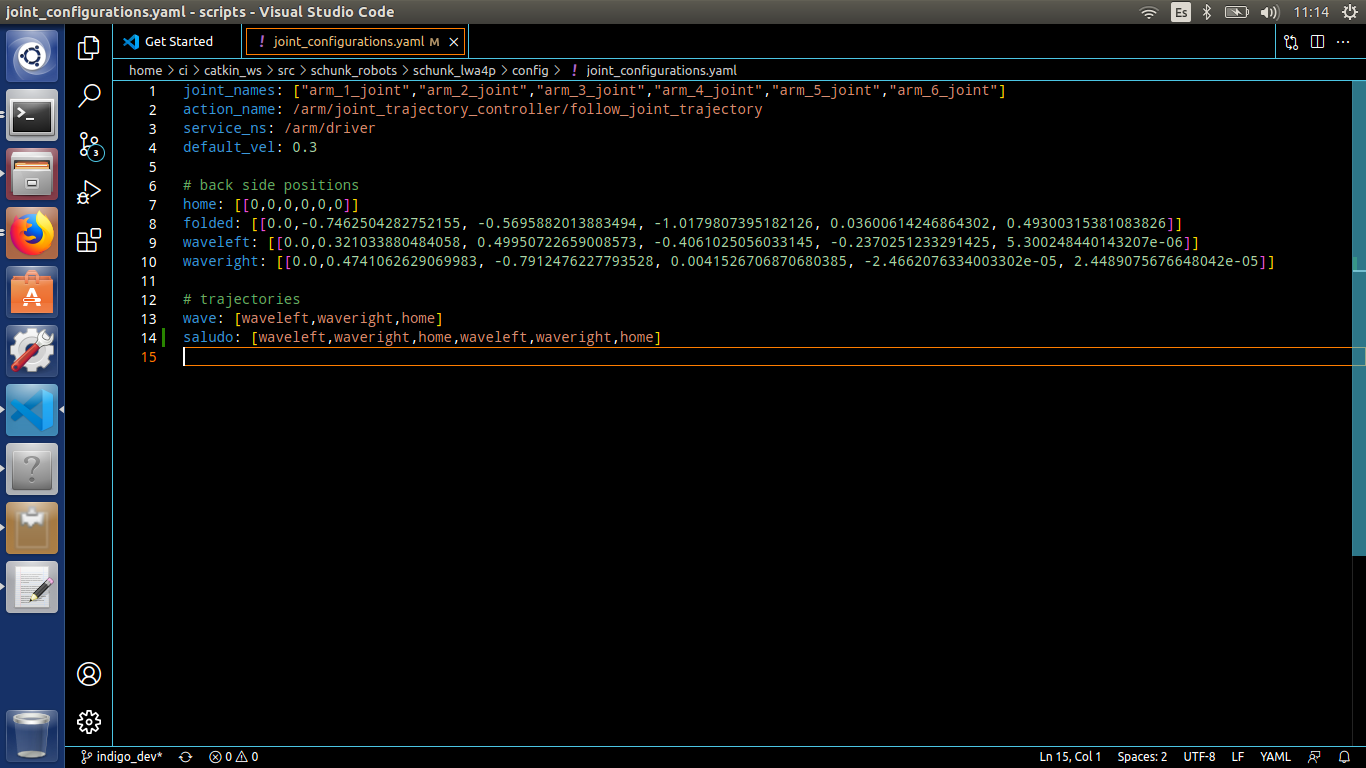 joint_configurations.yaml - scripts - Visual Studio Code
Es
11:14
Get Started
! joint_configurations.yaml M
home > ci > catkin_ws > src > schunk_robots > schunk_lwa4p > config > ! joint_configurations.yaml
1 joint_names: ["arm_1_joint","arm_2_joint","arm_3_joint","arm_4_joint","arm_5_joint","arm_6_joint"]
2 action_name: /arm/joint_trajectory_controller/follow_joint_trajectory
3 service_ns: /arm/driver
4 default_vel: 0.3
5
6 # back side positions
7 home: [[0,0,0,0,0,0]]
8 folded: [[0.0,-0.7462504282752155, -0.5695882013883494, -1.0179807395182126, 0.03600614246864302, 0.49300315381083826]]
9 waveleft: [[0.0,0.321033880484058, 0.49950722659008573, -0.4061025056033145, -0.2370251233291425, 5.300248440143207e-06]]
10 waveright: [[0.0,0.4741062629069983, -0.7912476227793528, 0.0041526706870680385, -2.4662076334003302e-05, 2.4489075676648042e-05]]
11
12 # trajectories
13 wave: [waveleft,waveright,home]
14 saludo: [waveleft,waveright,home,waveleft,waveright,home]
15
3
indigo_dev*
0
0
Ln 15, Col 1
Spaces: 2
UTF-8
LF
YAML